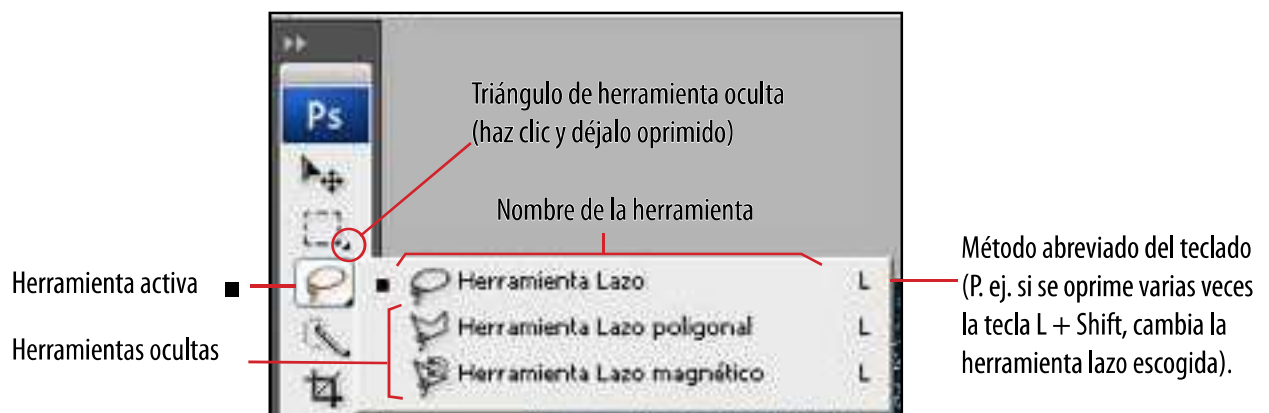 Ps
Triángulo de herramienta oculta
(haz clic y déjalo oprimido)
Nombre de la herramienta
Herramienta activa
Herramienta Lazo L
Herramienta Lazo poligonal L
Herramienta Lazo magnético L
Herramientas ocultas
Método abreviado del teclado
(P. ej. si se oprime varias veces
la tecla L + Shift, cambia la
herramienta lazo escogida).